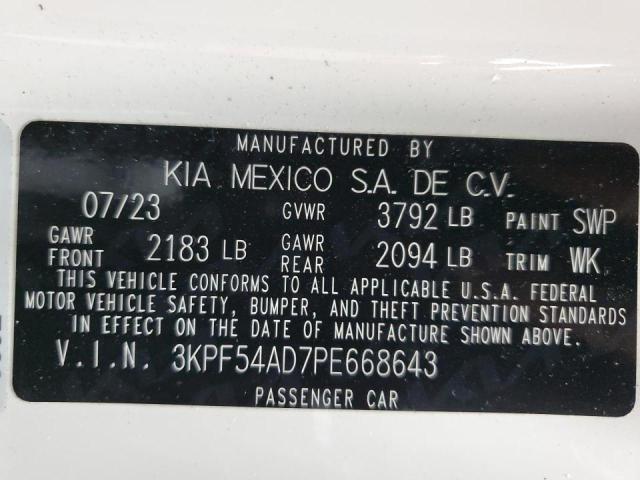 MANUFACTURED BY
KIA MEXICO S.A. DE C.V.
07/23 GVWR 3792 LB PAINT SWP
GAWR FRONT 2183 LB GAWR REAR 2094 LB TRIM WK
THIS VEHICLE CONFORMS TO ALL APPLICABLE U.S.A. FEDERAL
MOTOR VEHICLE SAFETY, BUMPER, AND THEFT PREVENTION STANDARDS
IN EFFECT ON THE DATE OF MANUFACTURE SHOWN ABOVE.
V.I.N. 3KPF54AD7PE668643
PASSENGER CAR